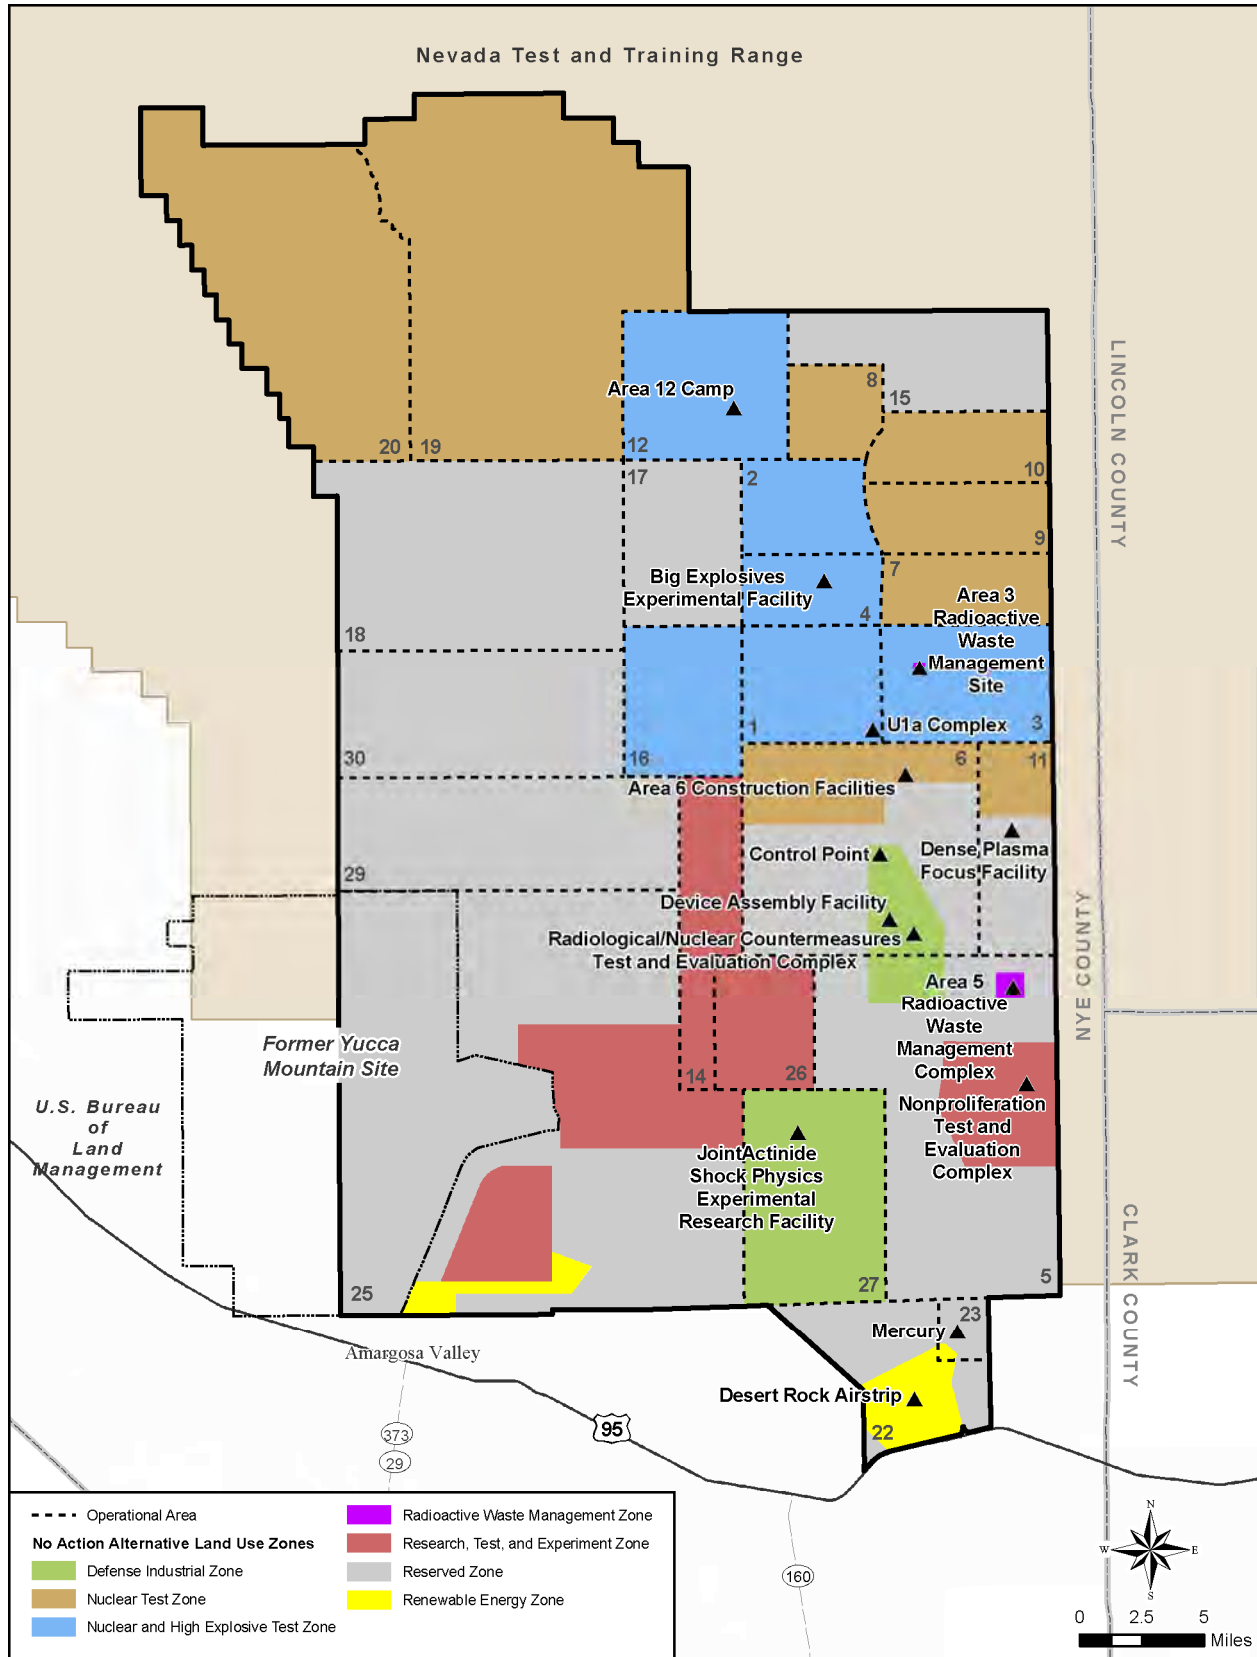 Nevada Test and Training Range
LINCOLN COUNTY
8
15
Area 12 Camp
20
19
12
10
17
2
9
7
Big Explosives
Experimental Facility
4
Area 3
Radioactive
Waste
Management
Site
18
U1a Complex
1
3
30
16
6
11
Area 6 Construction Facilities
Control Point
Dense Plasma
Focus Facility
29
Device Assembly Facility
Radiological/Nuclear Countermeasures
Test and Evaluation Complex
NYE COUNTY
Area 5
Radioactive
Waste
Management
Complex
Former Yucca
Mountain Site
14
26
U.S. Bureau
of
Land
Management
Nonproliferation
Test and
Evaluation
Complex
JointActinide
Shock Physics
Experimental
Research Facility
CLARK COUNTY
25
27
5
23
Mercury
Amargosa Valley
Desert Rock Airstrip
22
95
373
29
160
Operational Area
No Action Alternative Land Use Zones
Defense Industrial Zone
Nuclear Test Zone
Nuclear and High Explosive Test Zone
Radioactive Waste Management Zone
Research, Test, and Experiment Zone
Reserved Zone
Renewable Energy Zone
N
W
E
S
0 2.5 5
Miles